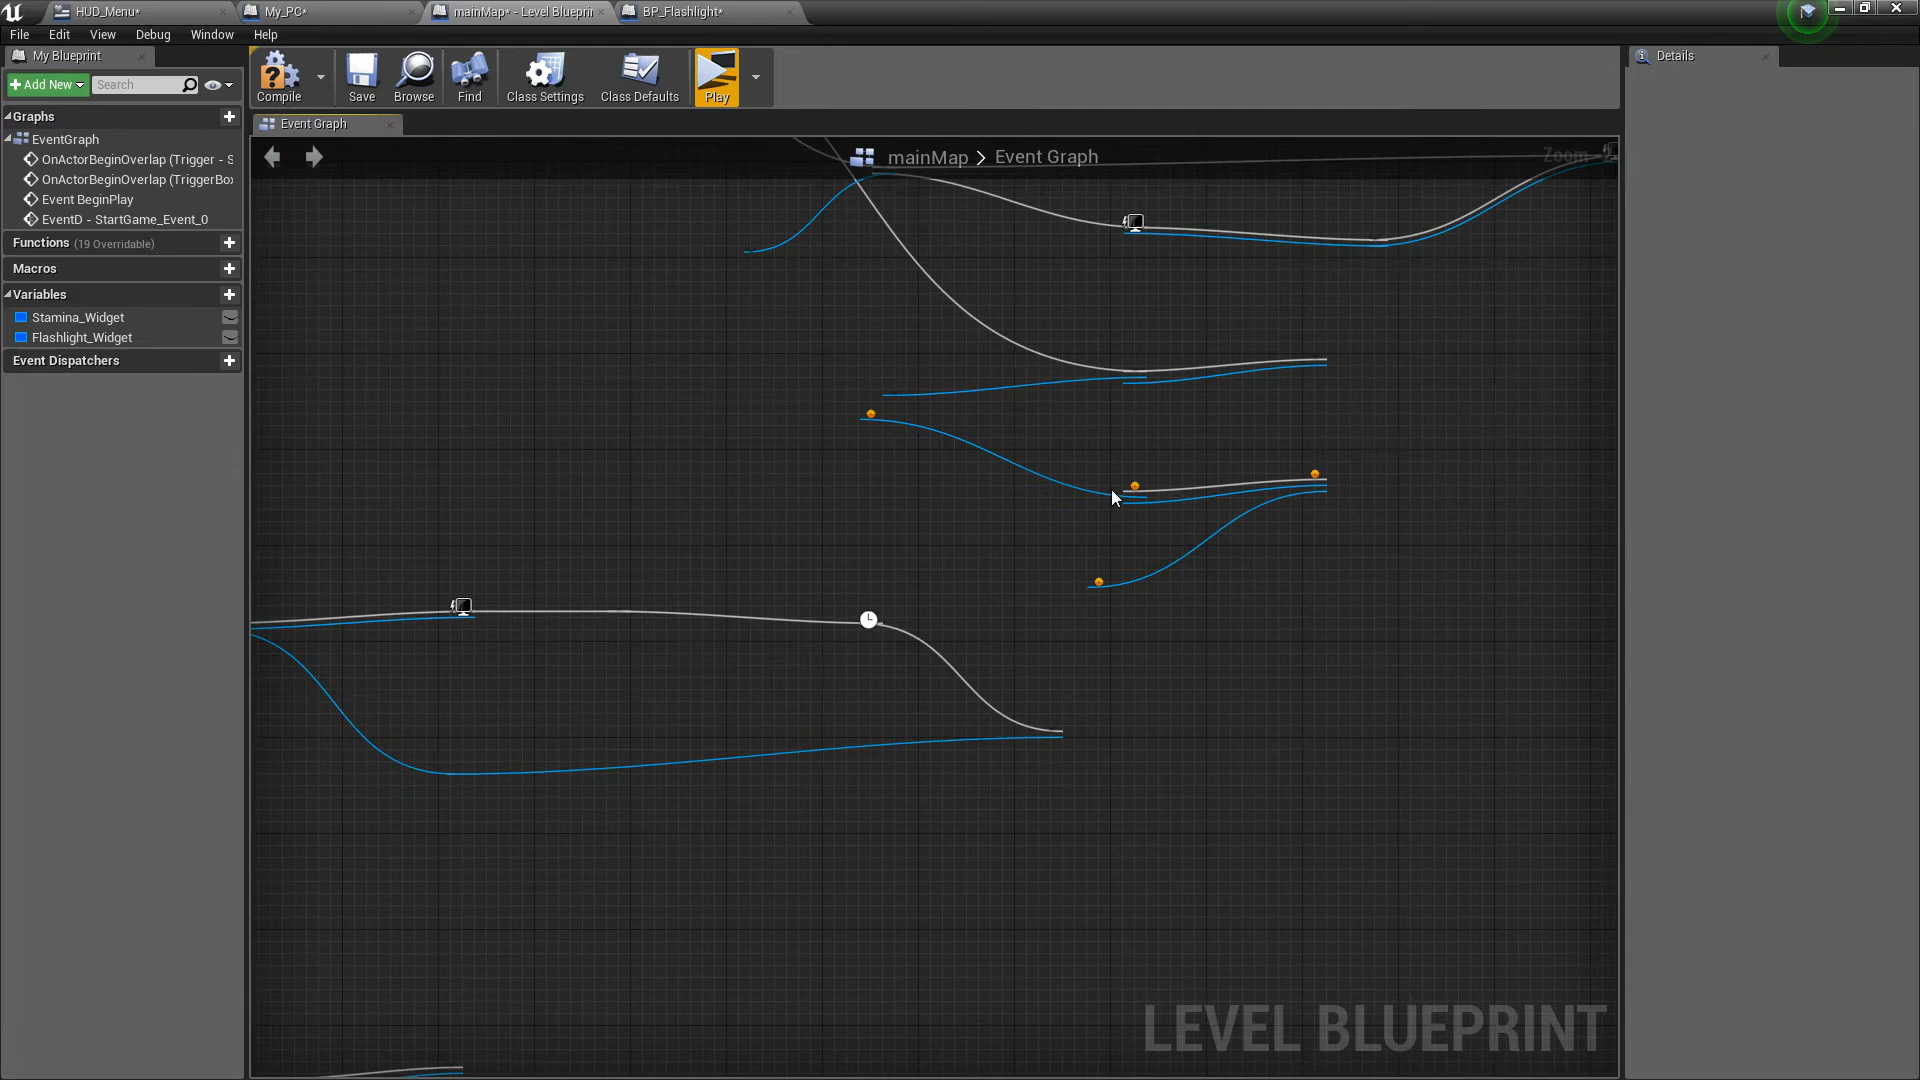 HUD_Menu*
My_PC*
mainMap* - Level Blueprin
BP_Flashlight*
File Edit View Debug Window Help
My Blueprint
Add New
Search
Graphs
EventGraph
OnActorBeginOverlap (Trigger - S
OnActorBeginOverlap (TriggerBox
Event BeginPlay
EventD - StartGame_Event_0
Functions (19 Overridable)
Macros
Variables
Stamina_Widget
Flashlight_Widget
Event Dispatchers
Compile Save Browse Find Class Settings Class Defaults Play
Event Graph
mainMap > Event Graph
Zoom
Details
LEVEL BLUEPRINT